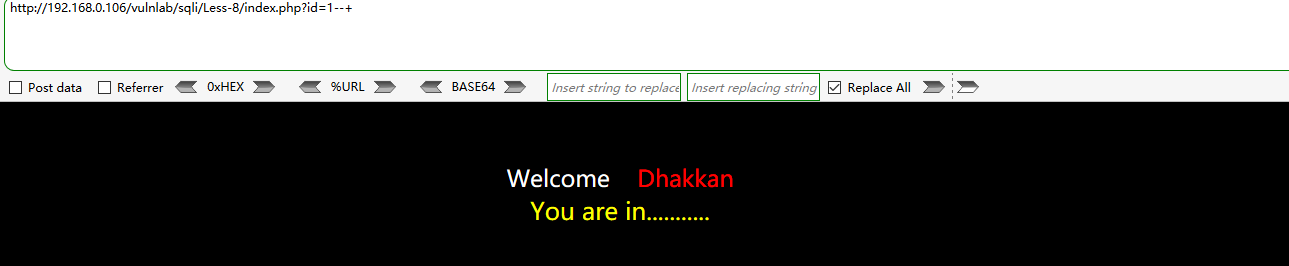 http://192.168.0.106/vulnlab/sqli/Less-8/index.php?id=1--+
Post data Referrer 0xHEX %URL BASE64 Insert string to replace Insert replacing string Replace All
Welcome Dhakkan
You are in...........